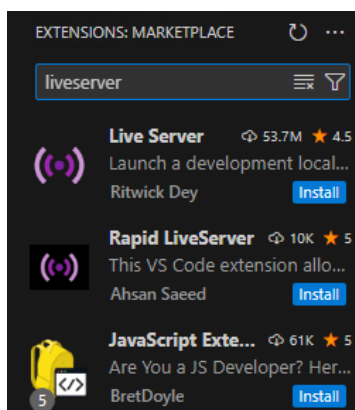 EXTENSIONS: MARKETPLACE
liveserver
Live Server 53.7M ★ 4.5
Launch a development local...
Ritwick Dey Install
Rapid LiveServer 10K ★ 5
This VS Code extension allo...
Ahsan Saeed Install
JavaScript Exte... 61K ★ 5
Are You a JS Developer? Her...
5 BretDoyle Install